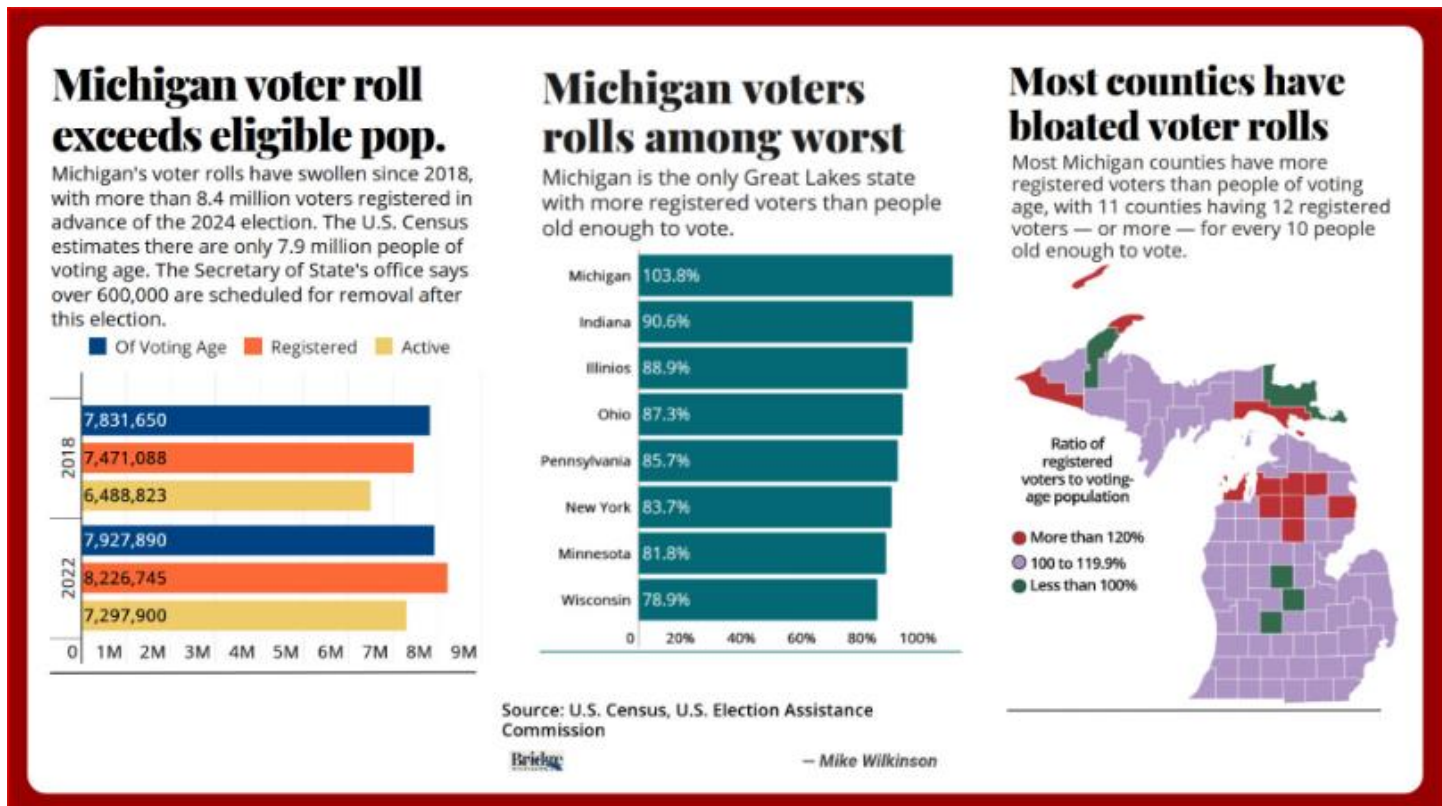 Michigan voter roll
exceeds eligible pop.
Michigan's voter rolls have swollen since 2018,
with more than 8.4 million voters registered in
advance of the 2024 election. The U.S. Census
estimates there are only 7.9 million people of
voting age. The Secretary of State's office says
over 600,000 are scheduled for removal after
this election.
Of Voting Age Registered Active
2018
7,831,650
7,471,088
6,488,823
2022
7,927,890
8,226,745
7,297,900
0 1M 2M 3M 4M 5M 6M 7M 8M 9M
Michigan voters
rolls among worst
Michigan is the only Great Lakes state
with more registered voters than people
old enough to vote.
Michigan 103.8%
Indiana 90.6%
Illinios 88.9%
Ohio 87.3%
Pennsylvania 85.7%
New York 83.7%
Minnesota 81.8%
Wisconsin 78.9%
0 20% 40% 60% 80% 100%
Source: U.S. Census, U.S. Election Assistance
Commission
Bridge
— Mike Wilkinson
Most counties have
bloated voter rolls
Most Michigan counties have more
registered voters than people of voting
age, with 11 counties having 12 registered
voters — or more — for every 10 people
old enough to vote.
Ratio of
registered
voters to voting-
age population
More than 120%
100 to 119.9%
Less than 100%